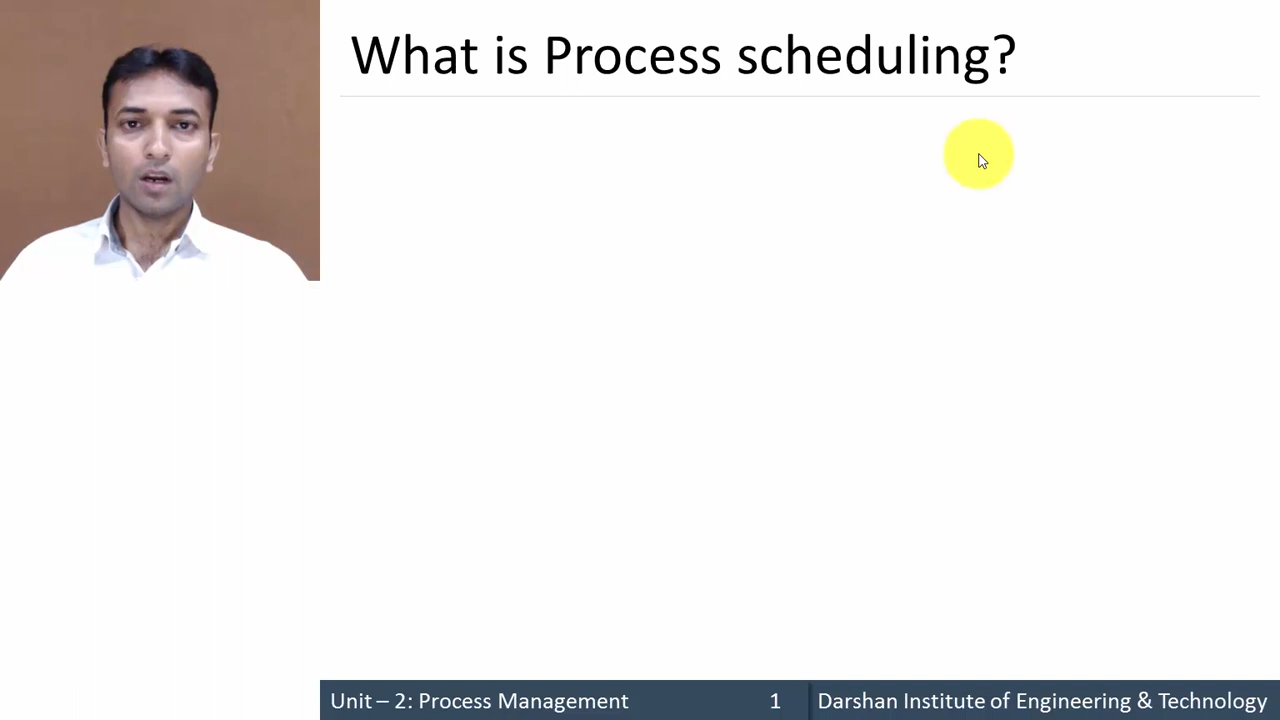 What is Process scheduling?
Unit – 2: Process Management 1 Darshan Institute of Engineering & Technology